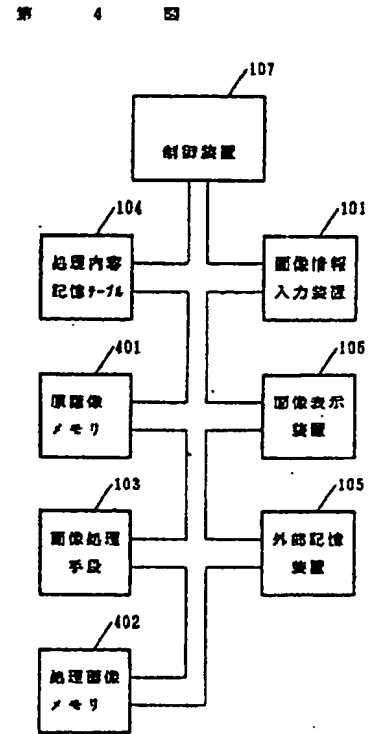 第 4 図
107
制御装置
104
処理内容
記憶テーブル
101
画像情報
入力装置
401
原画像
メモリ
106
画像表示
装置
103
画像処理
手段
105
外部記憶
装置
402
処理画像
メモリ